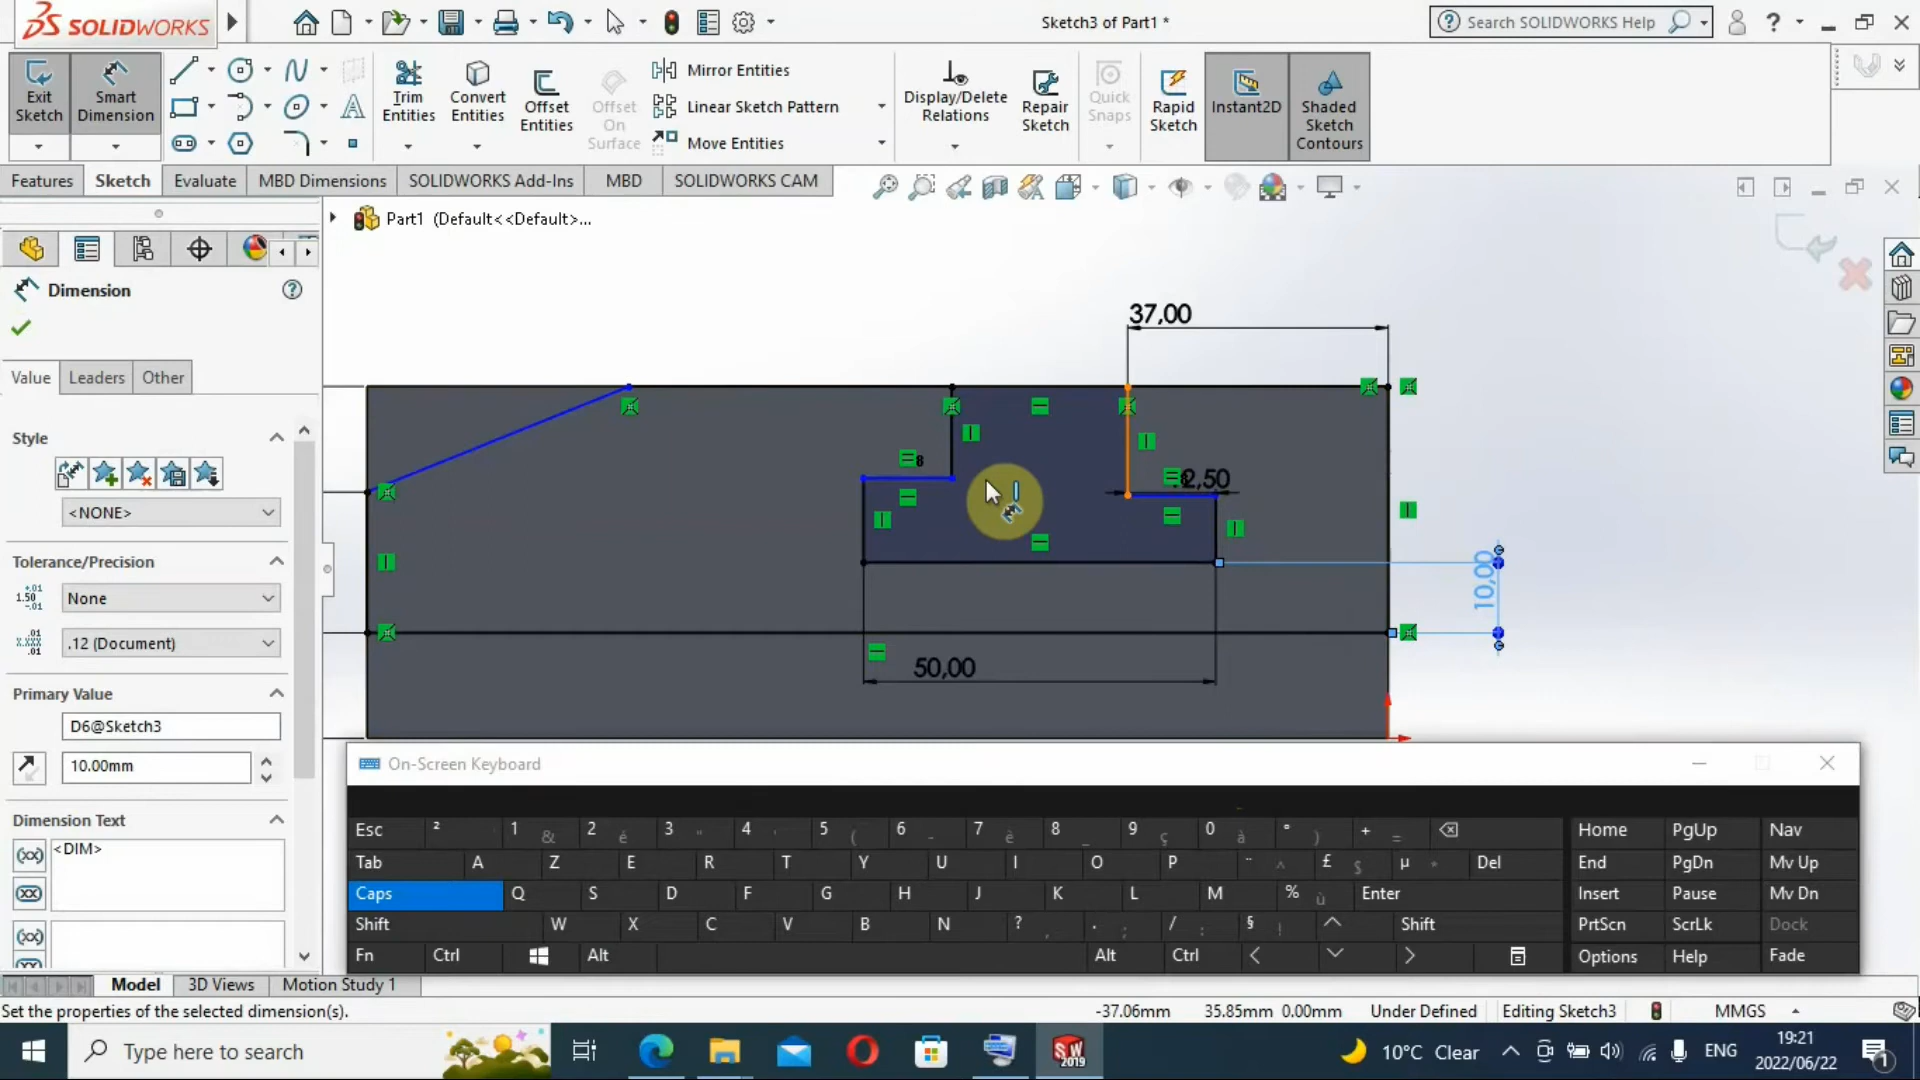 SOLIDWORKS
Sketch3 of Part1 *
Search SOLIDWORKS Help
Exit Sketch
Smart Dimension
Trim Entities
Convert Entities
Offset Entities
Offset On Surface
Mirror Entities
Linear Sketch Pattern
Move Entities
Display/Delete Relations
Repair Sketch
Quick Snaps
Rapid Sketch
Instant2D
Shaded Sketch Contours
Features
Sketch
Evaluate
MBD Dimensions
SOLIDWORKS Add-Ins
MBD
SOLIDWORKS CAM
Part1 (Default<<Default>...
Dimension
Value
Leaders
Other
Style
<NONE>
Tolerance/Precision
None
.12 (Document)
Primary Value
D6@Sketch3
10.00mm
Dimension Text
<DIM>
37,00
8
2,50
10,00
50,00
On-Screen Keyboard
Esc ² 1 & 2 é 3 " 4 ' 5 ( 6 - 7 è 8 _ 9 ç 0 à ° ) + = Home PgUp Nav
Tab A Z E R T Y U I O P ¨ ^ £ $ µ * Del End PgDn Mv Up
Caps Q S D F G H J K L M % ù Enter Insert Pause Mv Dn
Shift W X C V B N ? , . ; / : § ! Shift PrtScn ScrLk Dock
Fn Ctrl Alt Alt Ctrl Options Help Fade
Model
3D Views
Motion Study 1
Set the properties of the selected dimension(s).
-37.06mm
35.85mm 0.00mm
Under Defined
Editing Sketch3
MMGS
Type here to search
SW
2019
10°C Clear
ENG
19:21
2022/06/22
1